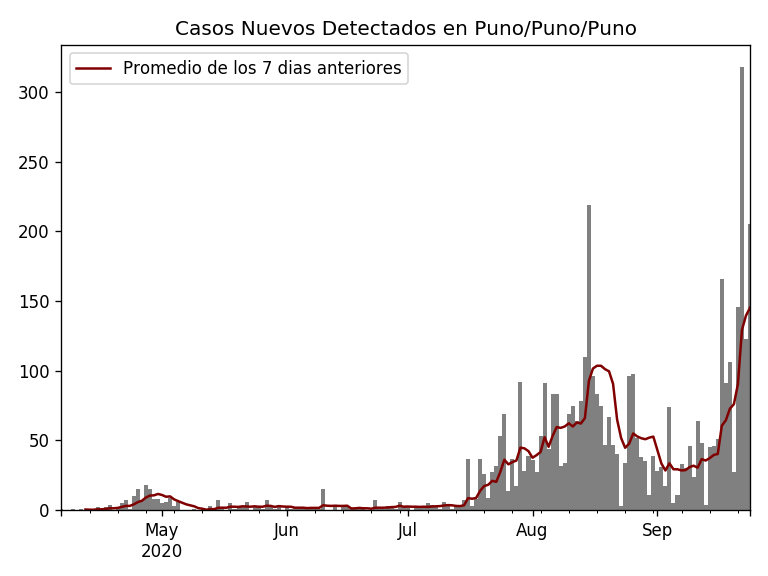 Casos Nuevos Detectados en Puno/Puno/Puno
Promedio de los 7 dias anteriores
300
250
200
150
100
50
0
May Jun Jul Aug Sep
2020